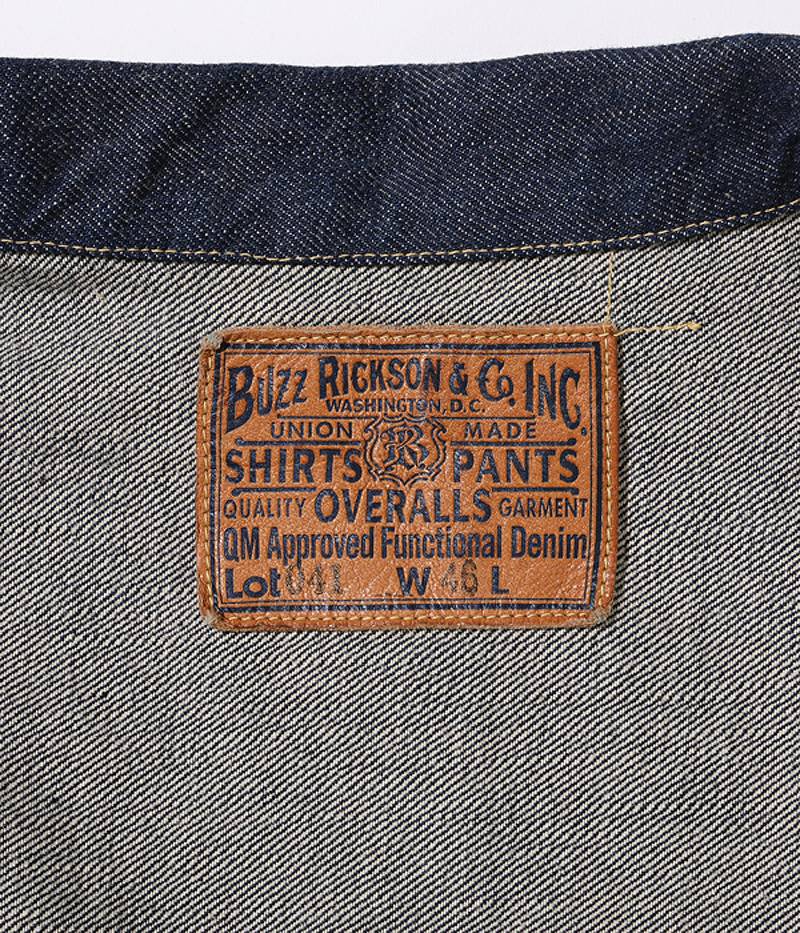 BUZZ RICKSON & CO. INC.
WASHINGTON, D.C.
UNION MADE
R
SHIRTS PANTS
QUALITY OVERALLS GARMENT
QM Approved Functional Denim
Lot 041 W 46 L